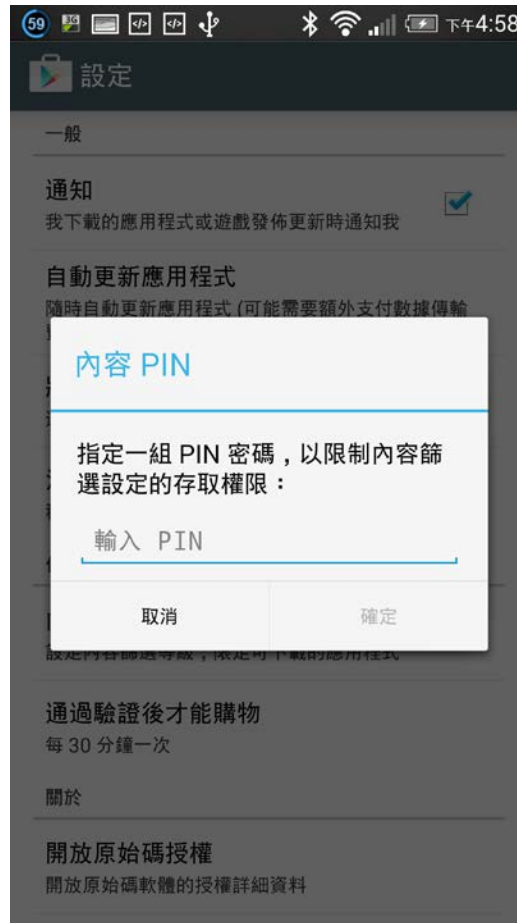 59 下午4:58
設定
一般
通知
我下載的應用程式或遊戲發佈更新時通知我
自動更新應用程式
隨時自動更新應用程式 (可能需要額外支付數據傳輸
內容 PIN
指定一組 PIN 密碼，以限制內容篩
選設定的存取權限：
輸入 PIN
取消 確定
設定內容篩選等級，限定可下載的應用程式
通過驗證後才能購物
每 30 分鐘一次
關於
開放原始碼授權
開放原始碼軟體的授權詳細資料